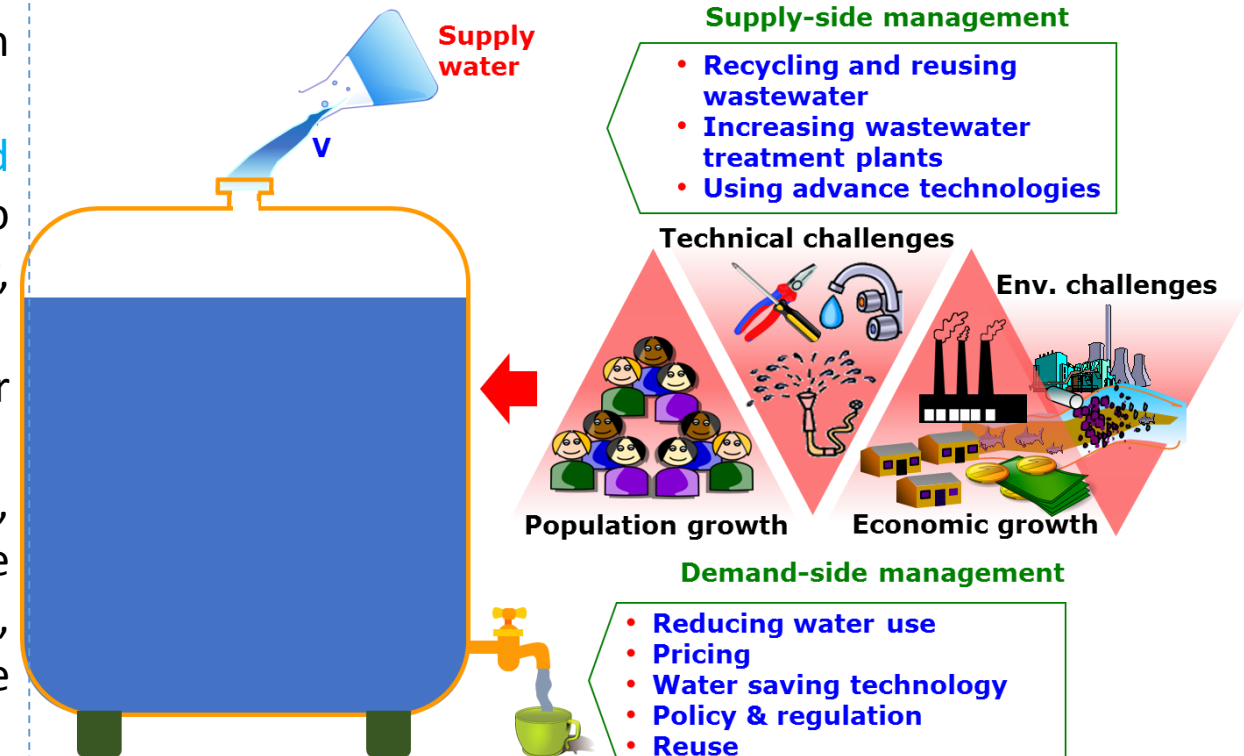 Supply
water
V
Supply-side management
• Recycling and reusing
wastewater
• Increasing wastewater
treatment plants
• Using advance technologies
Technical challenges
Env. challenges
Population growth
Economic growth
Demand-side management
• Reducing water use
• Pricing
• Water saving technology
• Policy & regulation
• Reuse